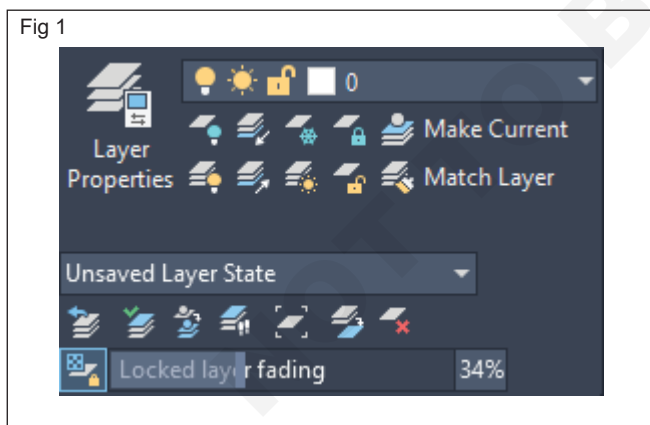 Fig 1
0
Make Current
Layer
Properties
Match Layer
Unsaved Layer State
Locked layer fading
34%